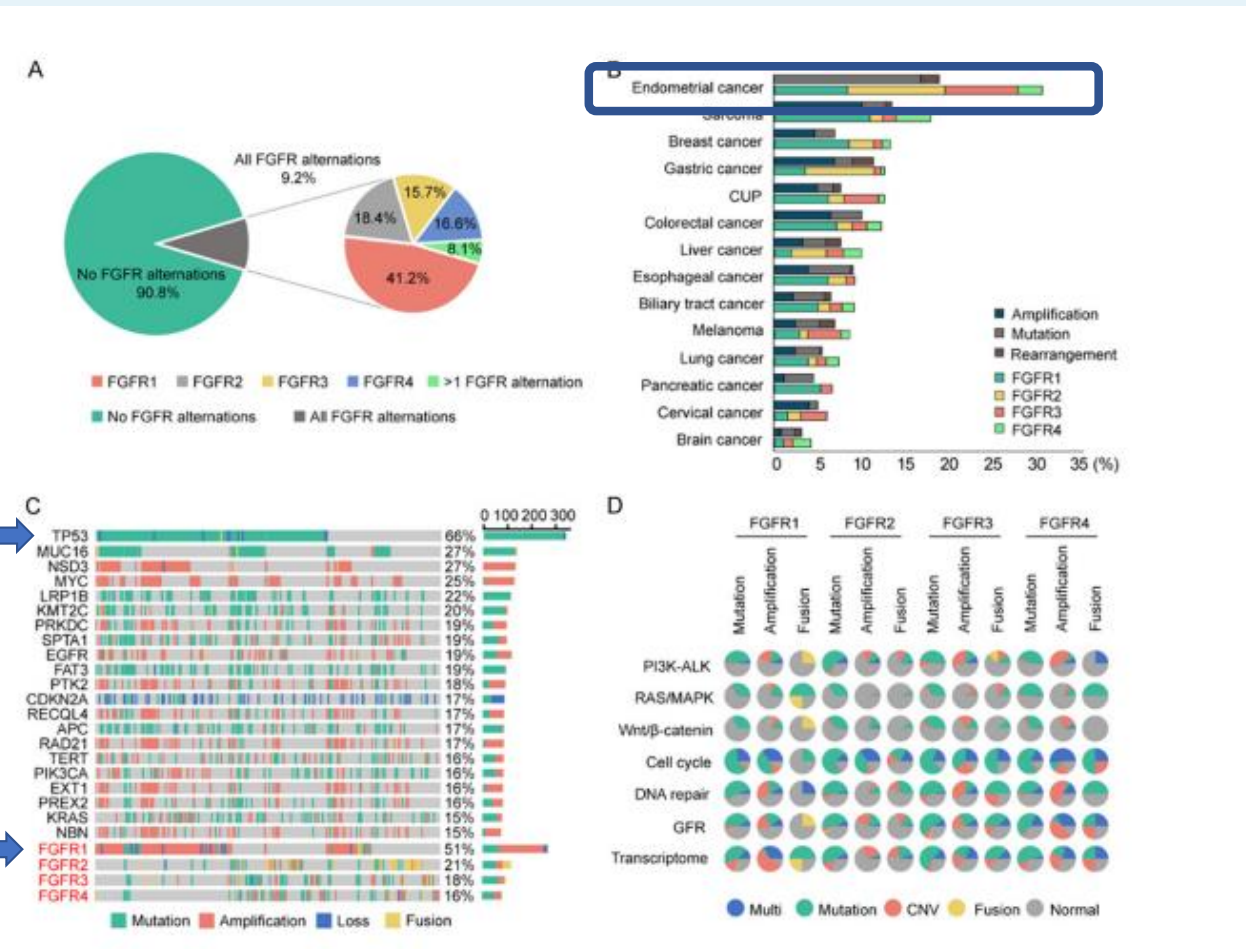 A
All FGFR alternations
9.2%
No FGFR alternations
90.8%
18.4%
15.7%
16.6%
8.1%
41.2%
FGFR1 FGFR2 FGFR3 FGFR4 >1 FGFR alternation
No FGFR alternations All FGFR alternations
B
Endometrial cancer
Sarcoma
Breast cancer
Gastric cancer
CUP
Colorectal cancer
Liver cancer
Esophageal cancer
Biliary tract cancer
Melanoma
Lung cancer
Pancreatic cancer
Cervical cancer
Brain cancer
Amplification
Mutation
Rearrangement
FGFR1
FGFR2
FGFR3
FGFR4
0 5 10 15 20 25 30 35 (%)
C
0 100 200 300
TP53 66%
MUC16 27%
NSD3 27%
MYC 25%
LRP1B 22%
KMT2C 20%
PRKDC 19%
SPTA1 19%
EGFR 19%
FAT3 19%
PTK2 18%
CDKN2A 17%
RECQL4 17%
APC 17%
RAD21 17%
TERT 16%
PIK3CA 16%
EXT1 16%
PREX2 16%
KRAS 15%
NBN 15%
FGFR1 51%
FGFR2 21%
FGFR3 18%
FGFR4 16%
Mutation Amplification Loss Fusion
D
FGFR1 FGFR2 FGFR3 FGFR4
Mutation Amplification Fusion Mutation Amplification Fusion Mutation Amplification Fusion Mutation Amplification Fusion
PI3K-ALK
RAS/MAPK
Wnt/β-catenin
Cell cycle
DNA repair
GFR
Transcriptome
Multi Mutation CNV Fusion Normal